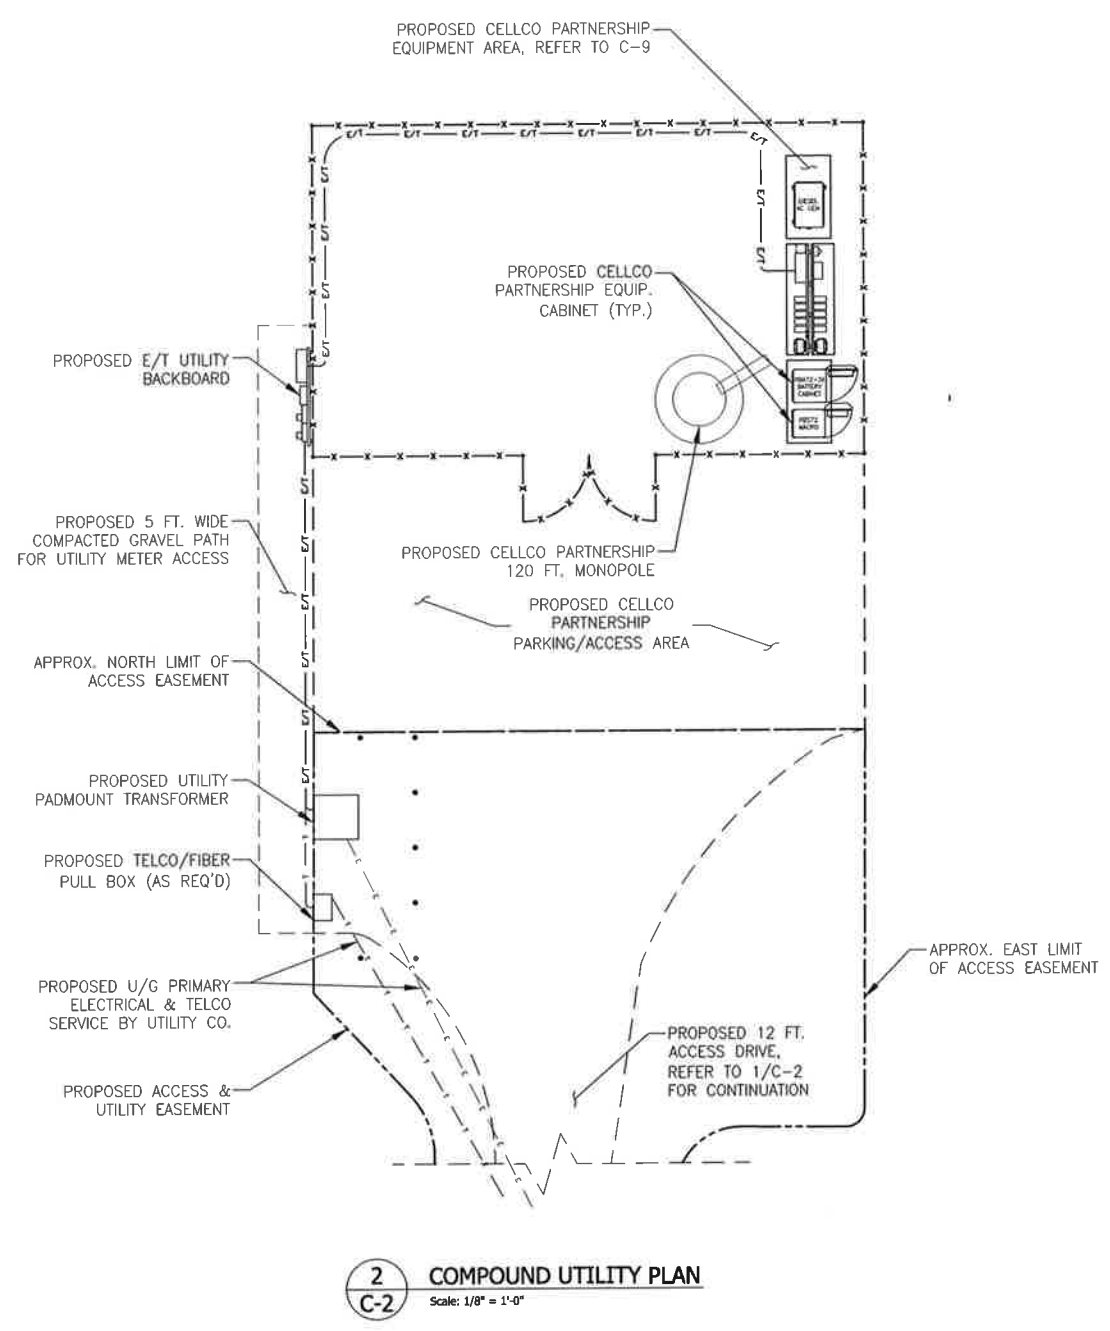 PROPOSED CELLCO PARTNERSHIP
EQUIPMENT AREA, REFER TO C-9
E/T
E/T
E/T
E/T
E/T
E/T
E/T
DIESEL
AC GEN
PROPOSED CELLCO
PARTNERSHIP EQUIP.
CABINET (TYP.)
PROPOSED E/T UTILITY
BACKBOARD
BATTERY
CABINET
MACRO
PROPOSED 5 FT. WIDE
COMPACTED GRAVEL PATH
FOR UTILITY METER ACCESS
PROPOSED CELLCO PARTNERSHIP
120 FT. MONOPOLE
PROPOSED CELLCO
PARTNERSHIP
PARKING/ACCESS AREA
APPROX. NORTH LIMIT OF
ACCESS EASEMENT
PROPOSED UTILITY
PADMOUNT TRANSFORMER
PROPOSED TELCO/FIBER
PULL BOX (AS REQ'D)
APPROX. EAST LIMIT
OF ACCESS EASEMENT
PROPOSED U/G PRIMARY
ELECTRICAL & TELCO
SERVICE BY UTILITY CO.
PROPOSED 12 FT.
ACCESS DRIVE,
REFER TO 1/C-2
FOR CONTINUATION
PROPOSED ACCESS &
UTILITY EASEMENT
2
C-2
COMPOUND UTILITY PLAN
Scale: 1/8" = 1'-0"